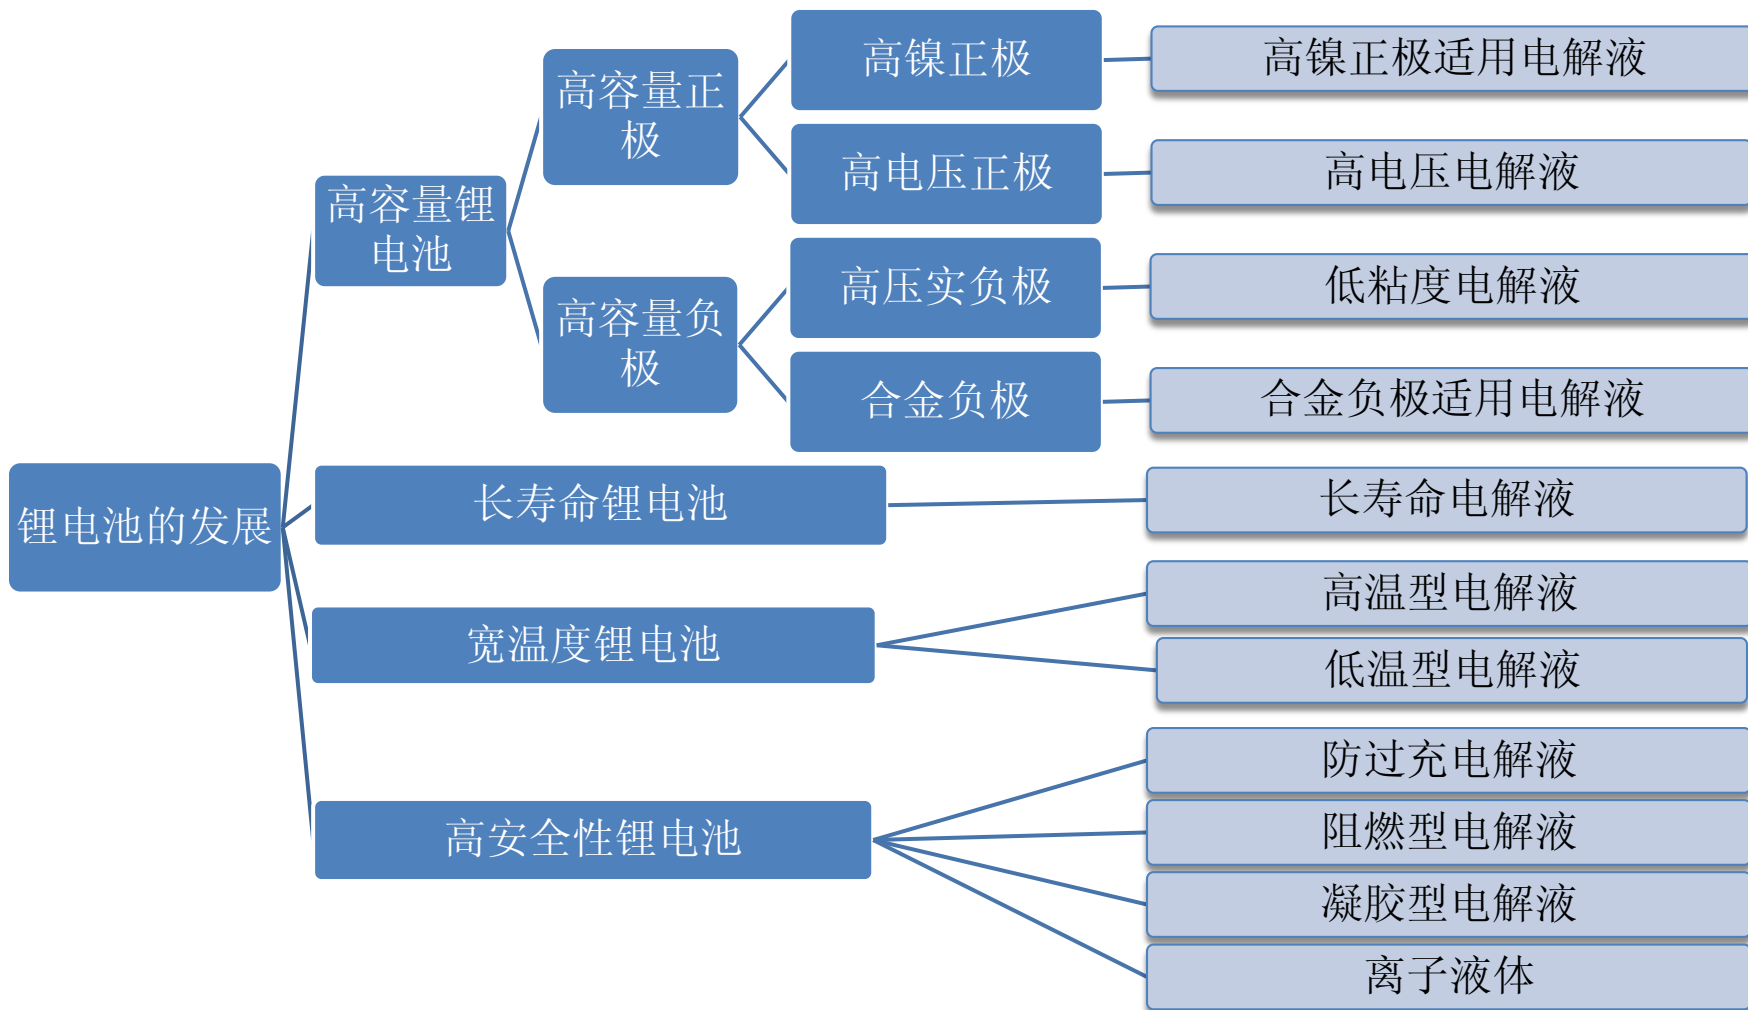 锂电池的发展
高容量锂
电池
高容量正
极
高镍正极
高镍正极适用电解液
高电压正极
高电压电解液
高容量负
极
高压实负极
低粘度电解液
合金负极
合金负极适用电解液
长寿命锂电池
长寿命电解液
宽温度锂电池
高温型电解液
低温型电解液
高安全性锂电池
防过充电解液
阻燃型电解液
凝胶型电解液
离子液体